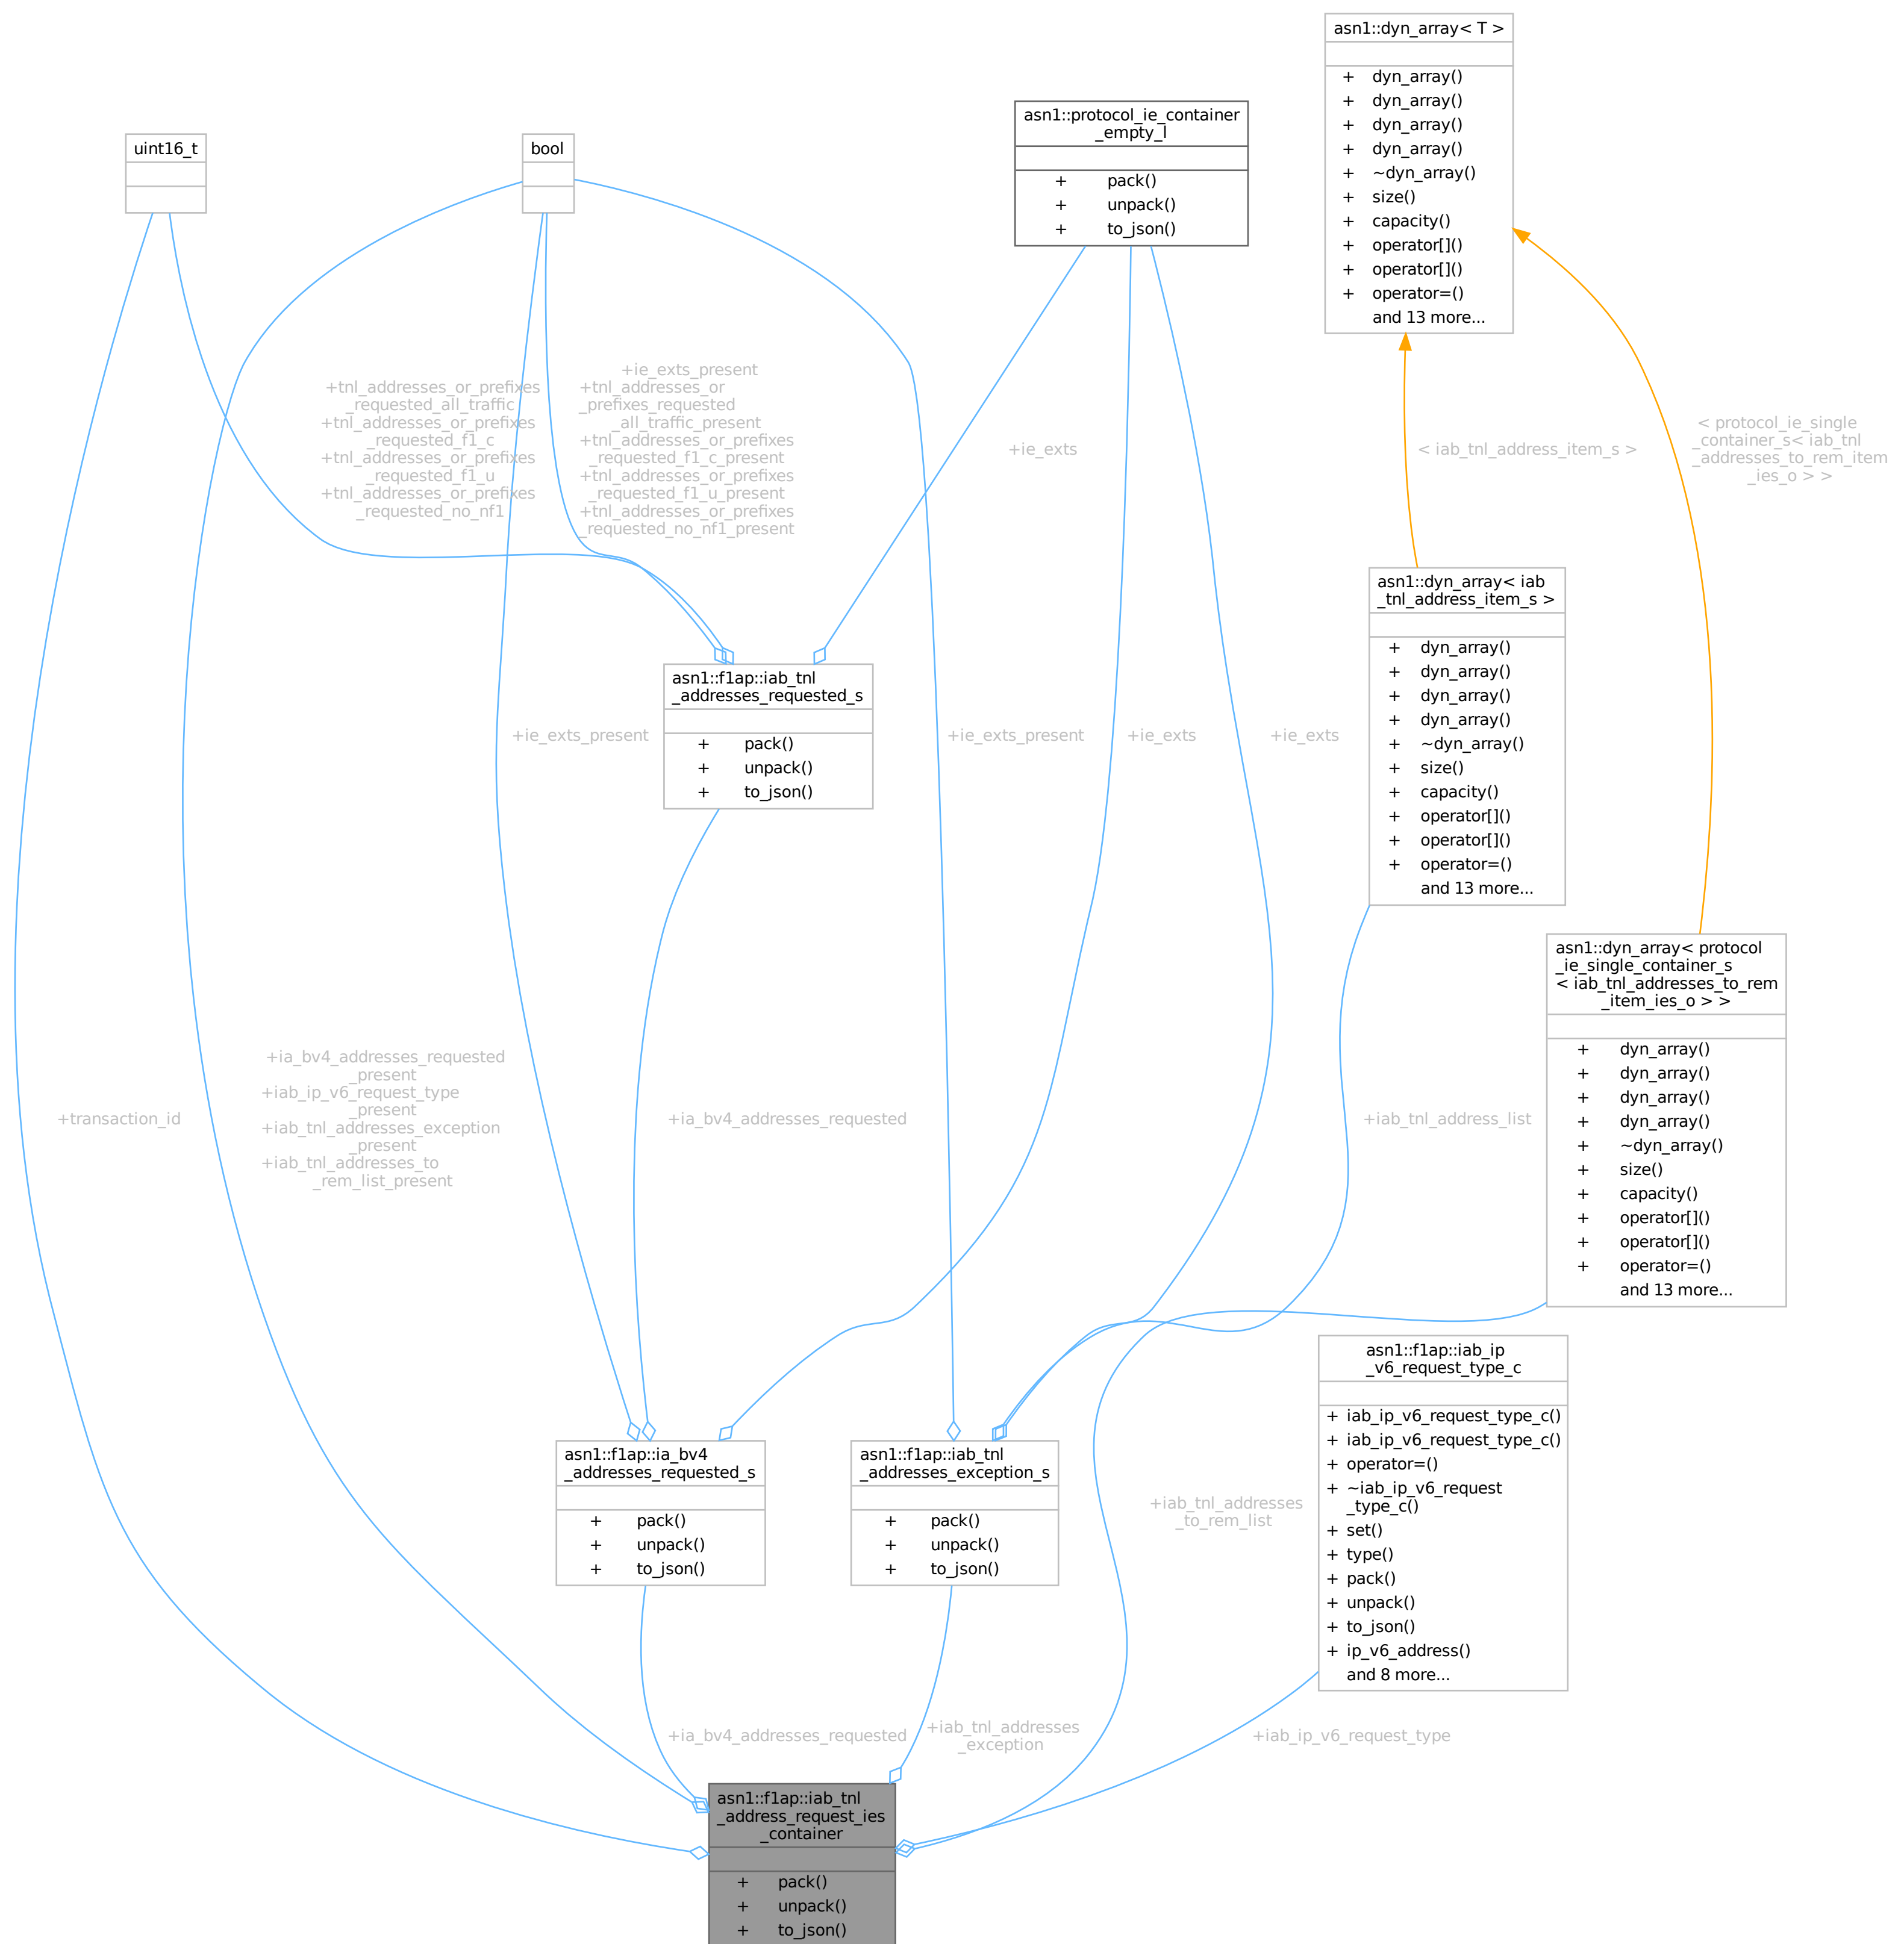 asn1::dyn_array< T >
+ dyn_array()
+ dyn_array()
+ dyn_array()
+ dyn_array()
+ ~dyn_array()
+ size()
+ capacity()
+ operator[]()
+ operator[]()
+ operator=()
and 13 more...
uint16_t
bool
asn1::protocol_ie_container
_empty_l
+ pack()
+ unpack()
+ to_json()
+tnl_addresses_or_prefixes
_requested_all_traffic
+tnl_addresses_or_prefixes
_requested_f1_c
+tnl_addresses_or_prefixes
_requested_f1_u
+tnl_addresses_or_prefixes
_requested_no_nf1
+ie_exts_present
+tnl_addresses_or
_prefixes_requested
_all_traffic_present
+tnl_addresses_or_prefixes
_requested_f1_c_present
+tnl_addresses_or_prefixes
_requested_f1_u_present
+tnl_addresses_or_prefixes
_requested_no_nf1_present
+ie_exts
< iab_tnl_address_item_s >
< protocol_ie_single
_container_s< iab_tnl
_addresses_to_rem_item
_ies_o > >
asn1::dyn_array< iab
_tnl_address_item_s >
+ dyn_array()
+ dyn_array()
+ dyn_array()
+ dyn_array()
+ ~dyn_array()
+ size()
+ capacity()
+ operator[]()
+ operator[]()
+ operator=()
and 13 more...
asn1::f1ap::iab_tnl
_addresses_requested_s
+ pack()
+ unpack()
+ to_json()
+ie_exts_present
+ie_exts_present
+ie_exts
+ie_exts
asn1::dyn_array< protocol
_ie_single_container_s
< iab_tnl_addresses_to_rem
_item_ies_o > >
+ dyn_array()
+ dyn_array()
+ dyn_array()
+ dyn_array()
+ ~dyn_array()
+ size()
+ capacity()
+ operator[]()
+ operator[]()
+ operator=()
and 13 more...
+transaction_id
+ia_bv4_addresses_requested
_present
+iab_ip_v6_request_type
_present
+iab_tnl_addresses_exception
_present
+iab_tnl_addresses_to
_rem_list_present
+ia_bv4_addresses_requested
+iab_tnl_address_list
asn1::f1ap::iab_ip
_v6_request_type_c
+ iab_ip_v6_request_type_c()
+ iab_ip_v6_request_type_c()
+ operator=()
+ ~iab_ip_v6_request
_type_c()
+ set()
+ type()
+ pack()
+ unpack()
+ to_json()
+ ip_v6_address()
and 8 more...
asn1::f1ap::ia_bv4
_addresses_requested_s
+ pack()
+ unpack()
+ to_json()
asn1::f1ap::iab_tnl
_addresses_exception_s
+ pack()
+ unpack()
+ to_json()
+iab_tnl_addresses
_to_rem_list
+ia_bv4_addresses_requested
+iab_tnl_addresses
_exception
+iab_ip_v6_request_type
asn1::f1ap::iab_tnl
_address_request_ies
_container
+ pack()
+ unpack()
+ to_json()